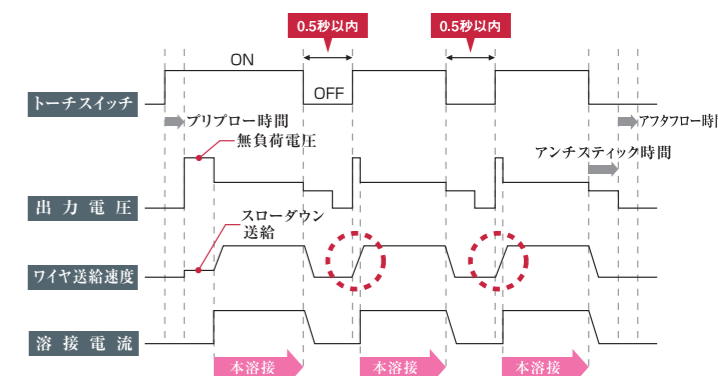 0.5秒以内
0.5秒以内
ON
OFF
トーチスイッチ
プリブロー時間
アフタフロー時間
無負荷電圧
アンチスティック時間
出力電圧
スローダウン
送給
ワイヤ送給速度
溶接電流
本溶接
本溶接
本溶接